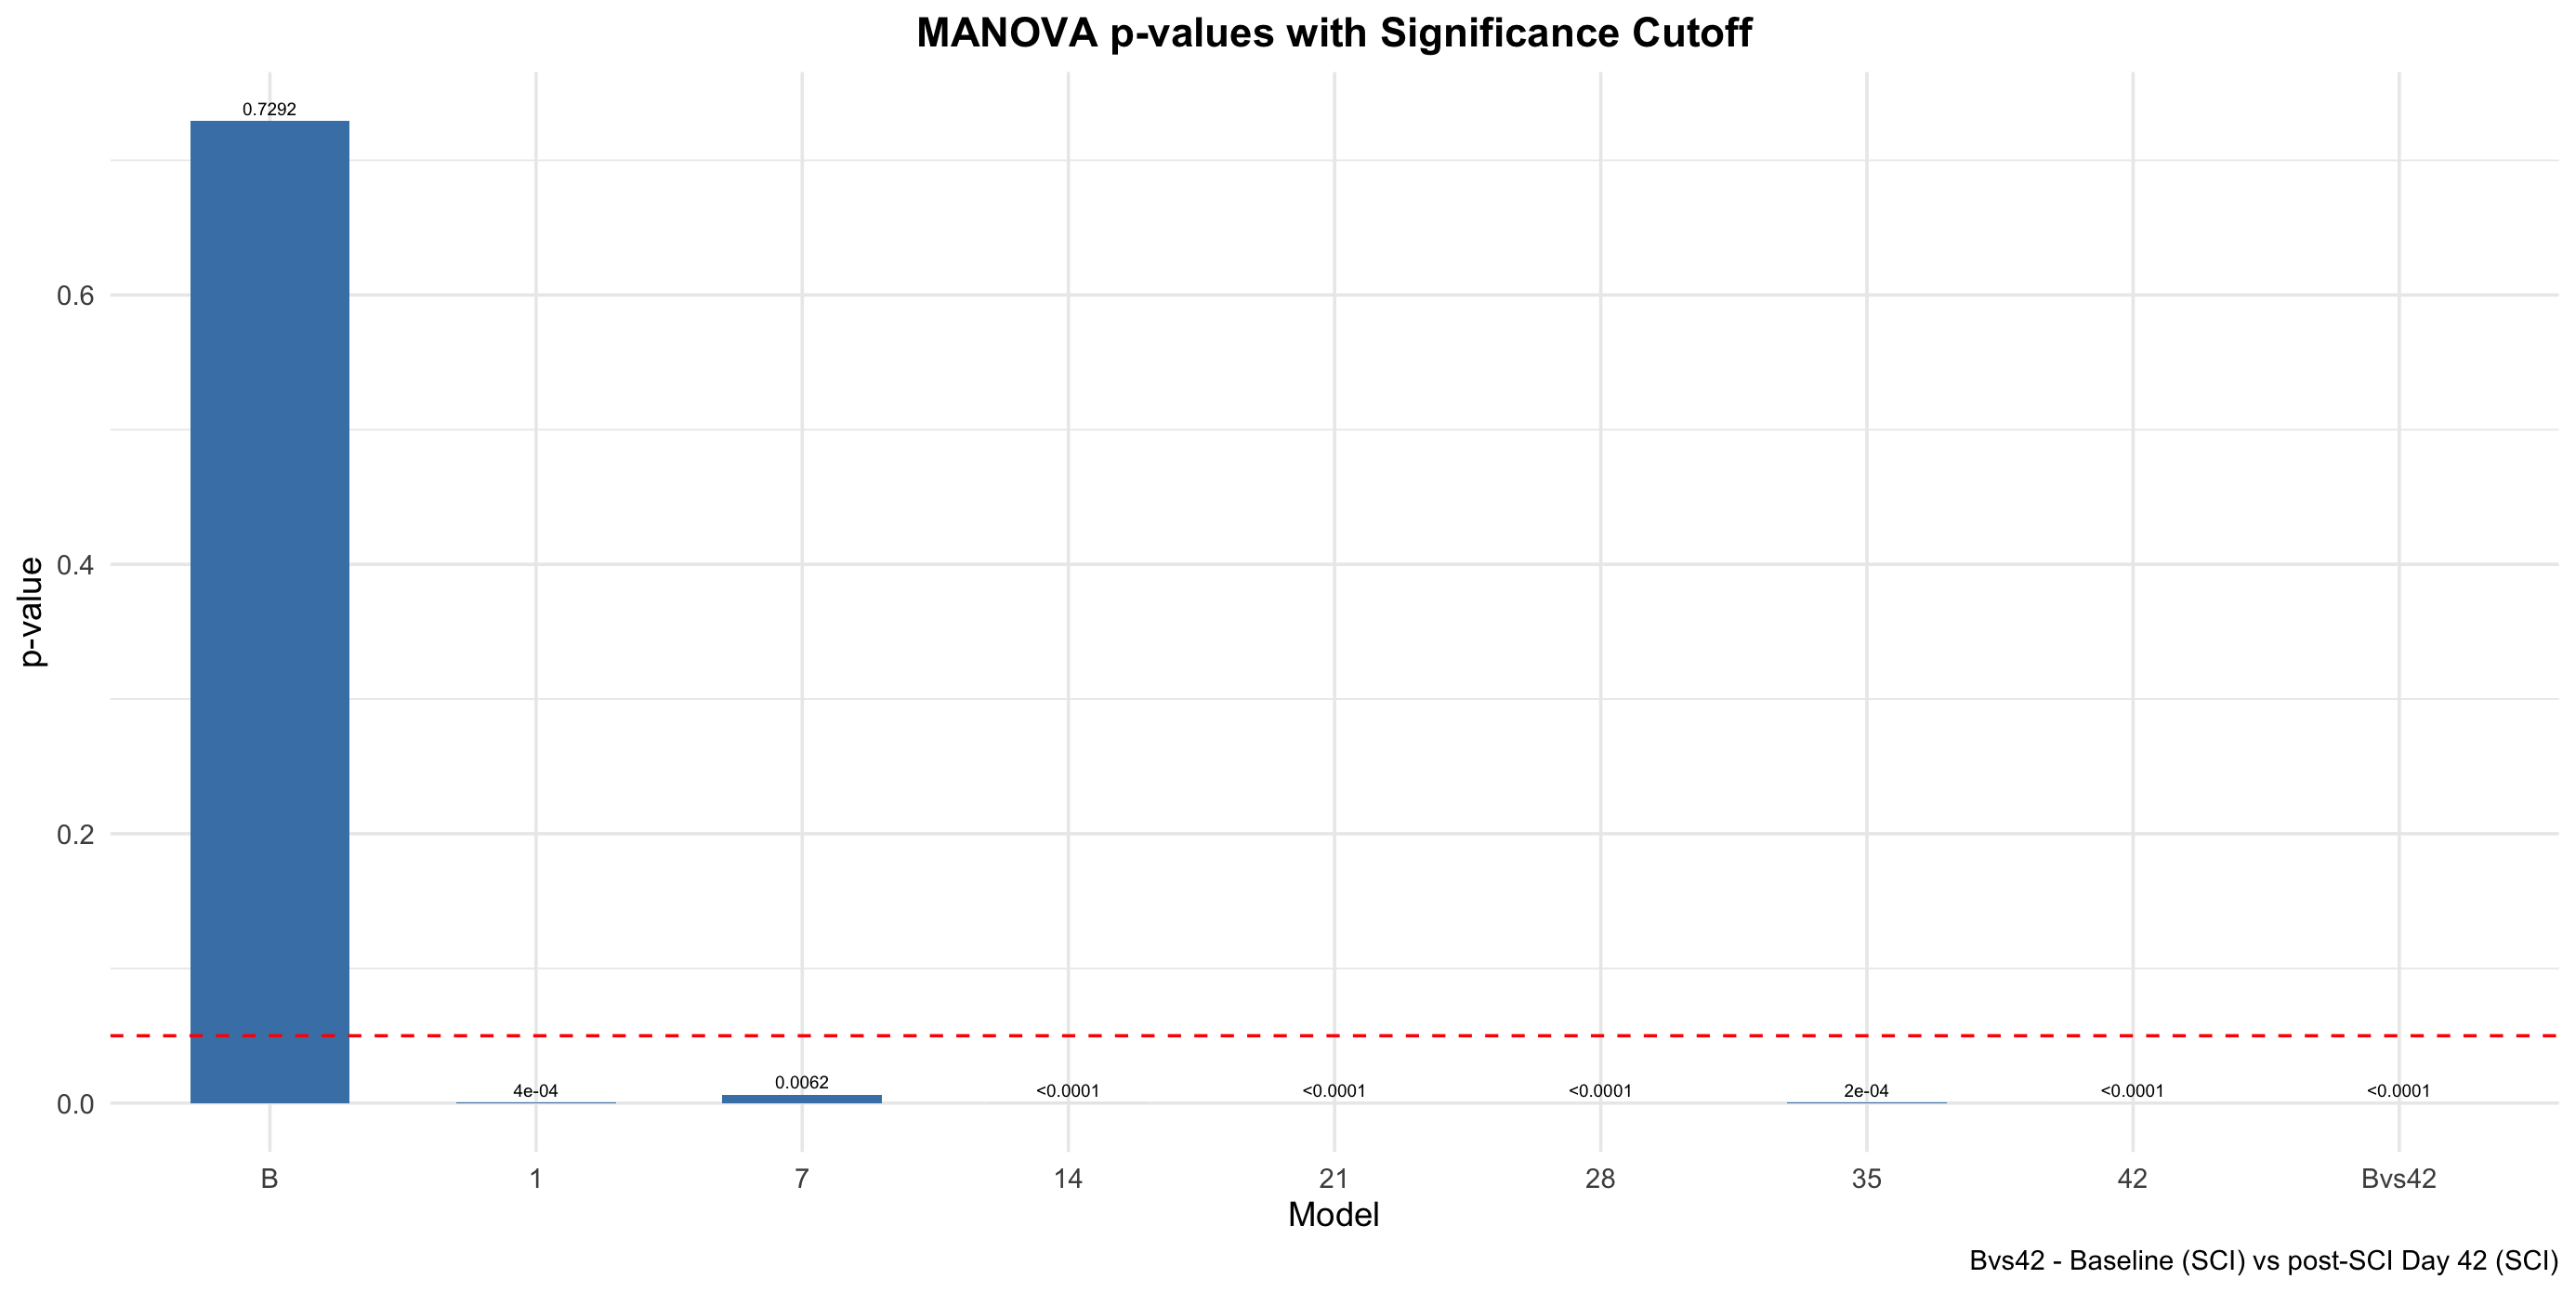 MANOVA p-values with Significance Cutoff
0.7292
0.6
0.4
0.2
0.0
p-value
4e-04
0.0062
<0.0001
<0.0001
<0.0001
2e-04
<0.0001
<0.0001
B 1 7 14 21 28 35 42 Bvs42
Model
Bvs42 - Baseline (SCI) vs post-SCI Day 42 (SCI)